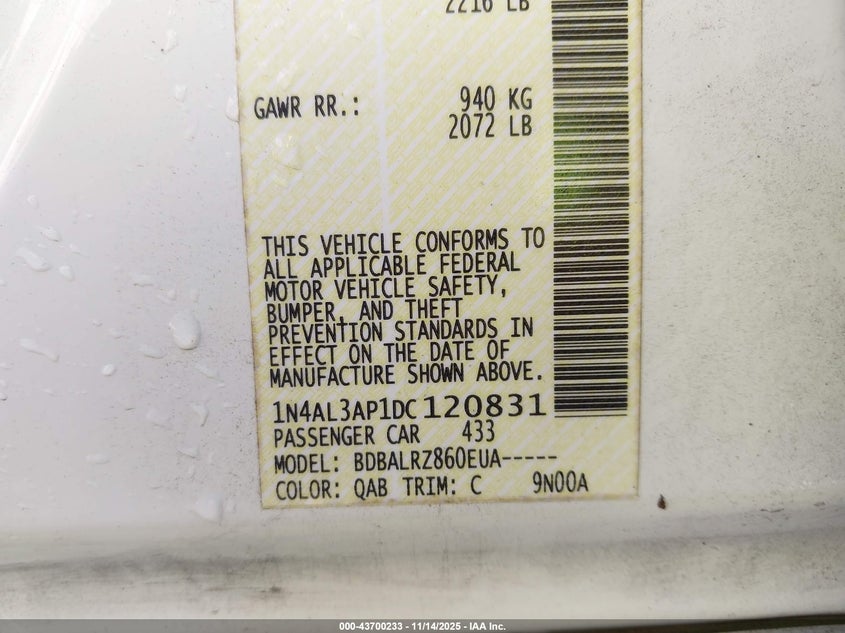 2216 LB
GAWR RR.: 940 KG
2072 LB
THIS VEHICLE CONFORMS TO
ALL APPLICABLE FEDERAL
MOTOR VEHICLE SAFETY,
BUMPER, AND THEFT
PREVENTION STANDARDS IN
EFFECT ON THE DATE OF
MANUFACTURE SHOWN ABOVE.
1N4AL3AP1DC120831
PASSENGER CAR 433
MODEL: BDBALRZ860EUA-----
COLOR: QAB TRIM: C 9N00A
000-43700233 - 11/14/2025 - IAA Inc.